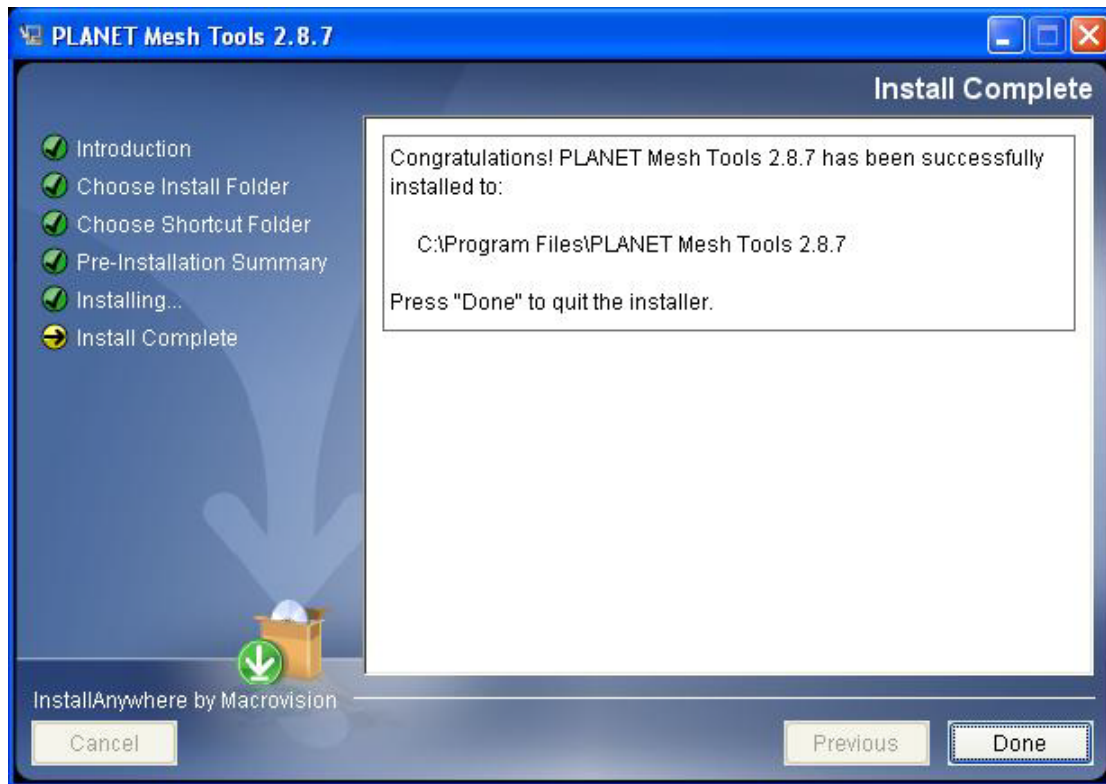 PLANET Mesh Tools 2.8.7
Install Complete
Introduction
Choose Install Folder
Choose Shortcut Folder
Pre-Installation Summary
Installing...
Install Complete
Congratulations! PLANET Mesh Tools 2.8.7 has been successfully
installed to:
C:\Program Files\PLANET Mesh Tools 2.8.7
Press "Done" to quit the installer.
InstallAnywhere by Macrovision
Cancel
Previous
Done